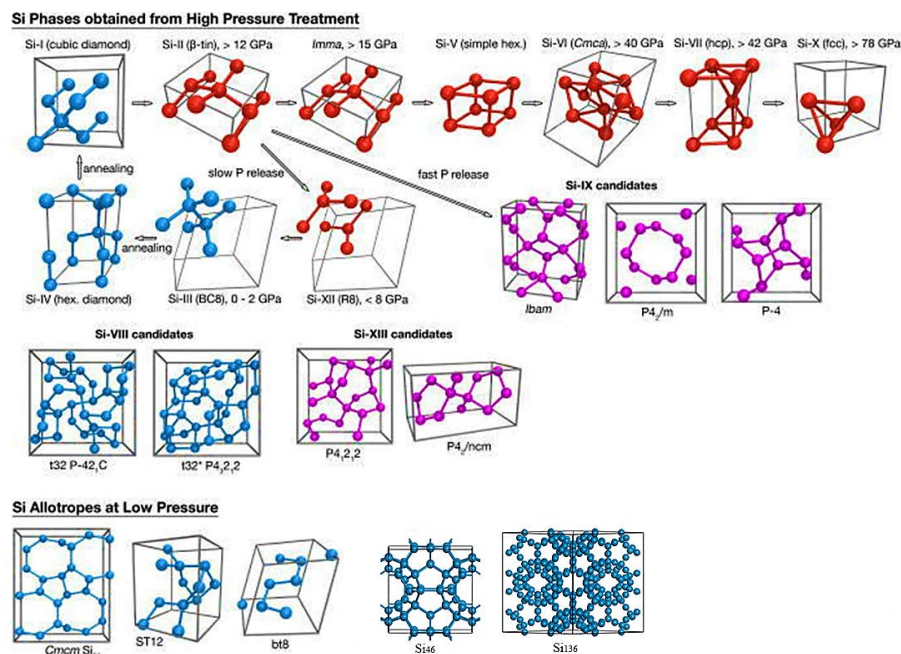 Si Phases obtained from High Pressure Treatment
Si-I (cubic diamond)
Si-II (β-tin), > 12 GPa
Imma, > 15 GPa
Si-V (simple hex.)
Si-VI (Cmca), > 40 GPa
Si-VII (hcp), > 42 GPa
Si-X (fcc), > 78 GPa
annealing
slow P release
fast P release
Si-IX candidates
annealing
Si-IV (hex. diamond)
Si-III (BC8), 0 - 2 GPa
Si-XII (R8), < 8 GPa
Ibam
P4₂/m
P-4
Si-VIII candidates
Si-XIII candidates
t32 P-42₁C
t32* P4₃2₁2
P4₁2₁2
P4₂/ncm
Si Allotropes at Low Pressure
Cmcm Si
ST12
bt8
Si46
Si136